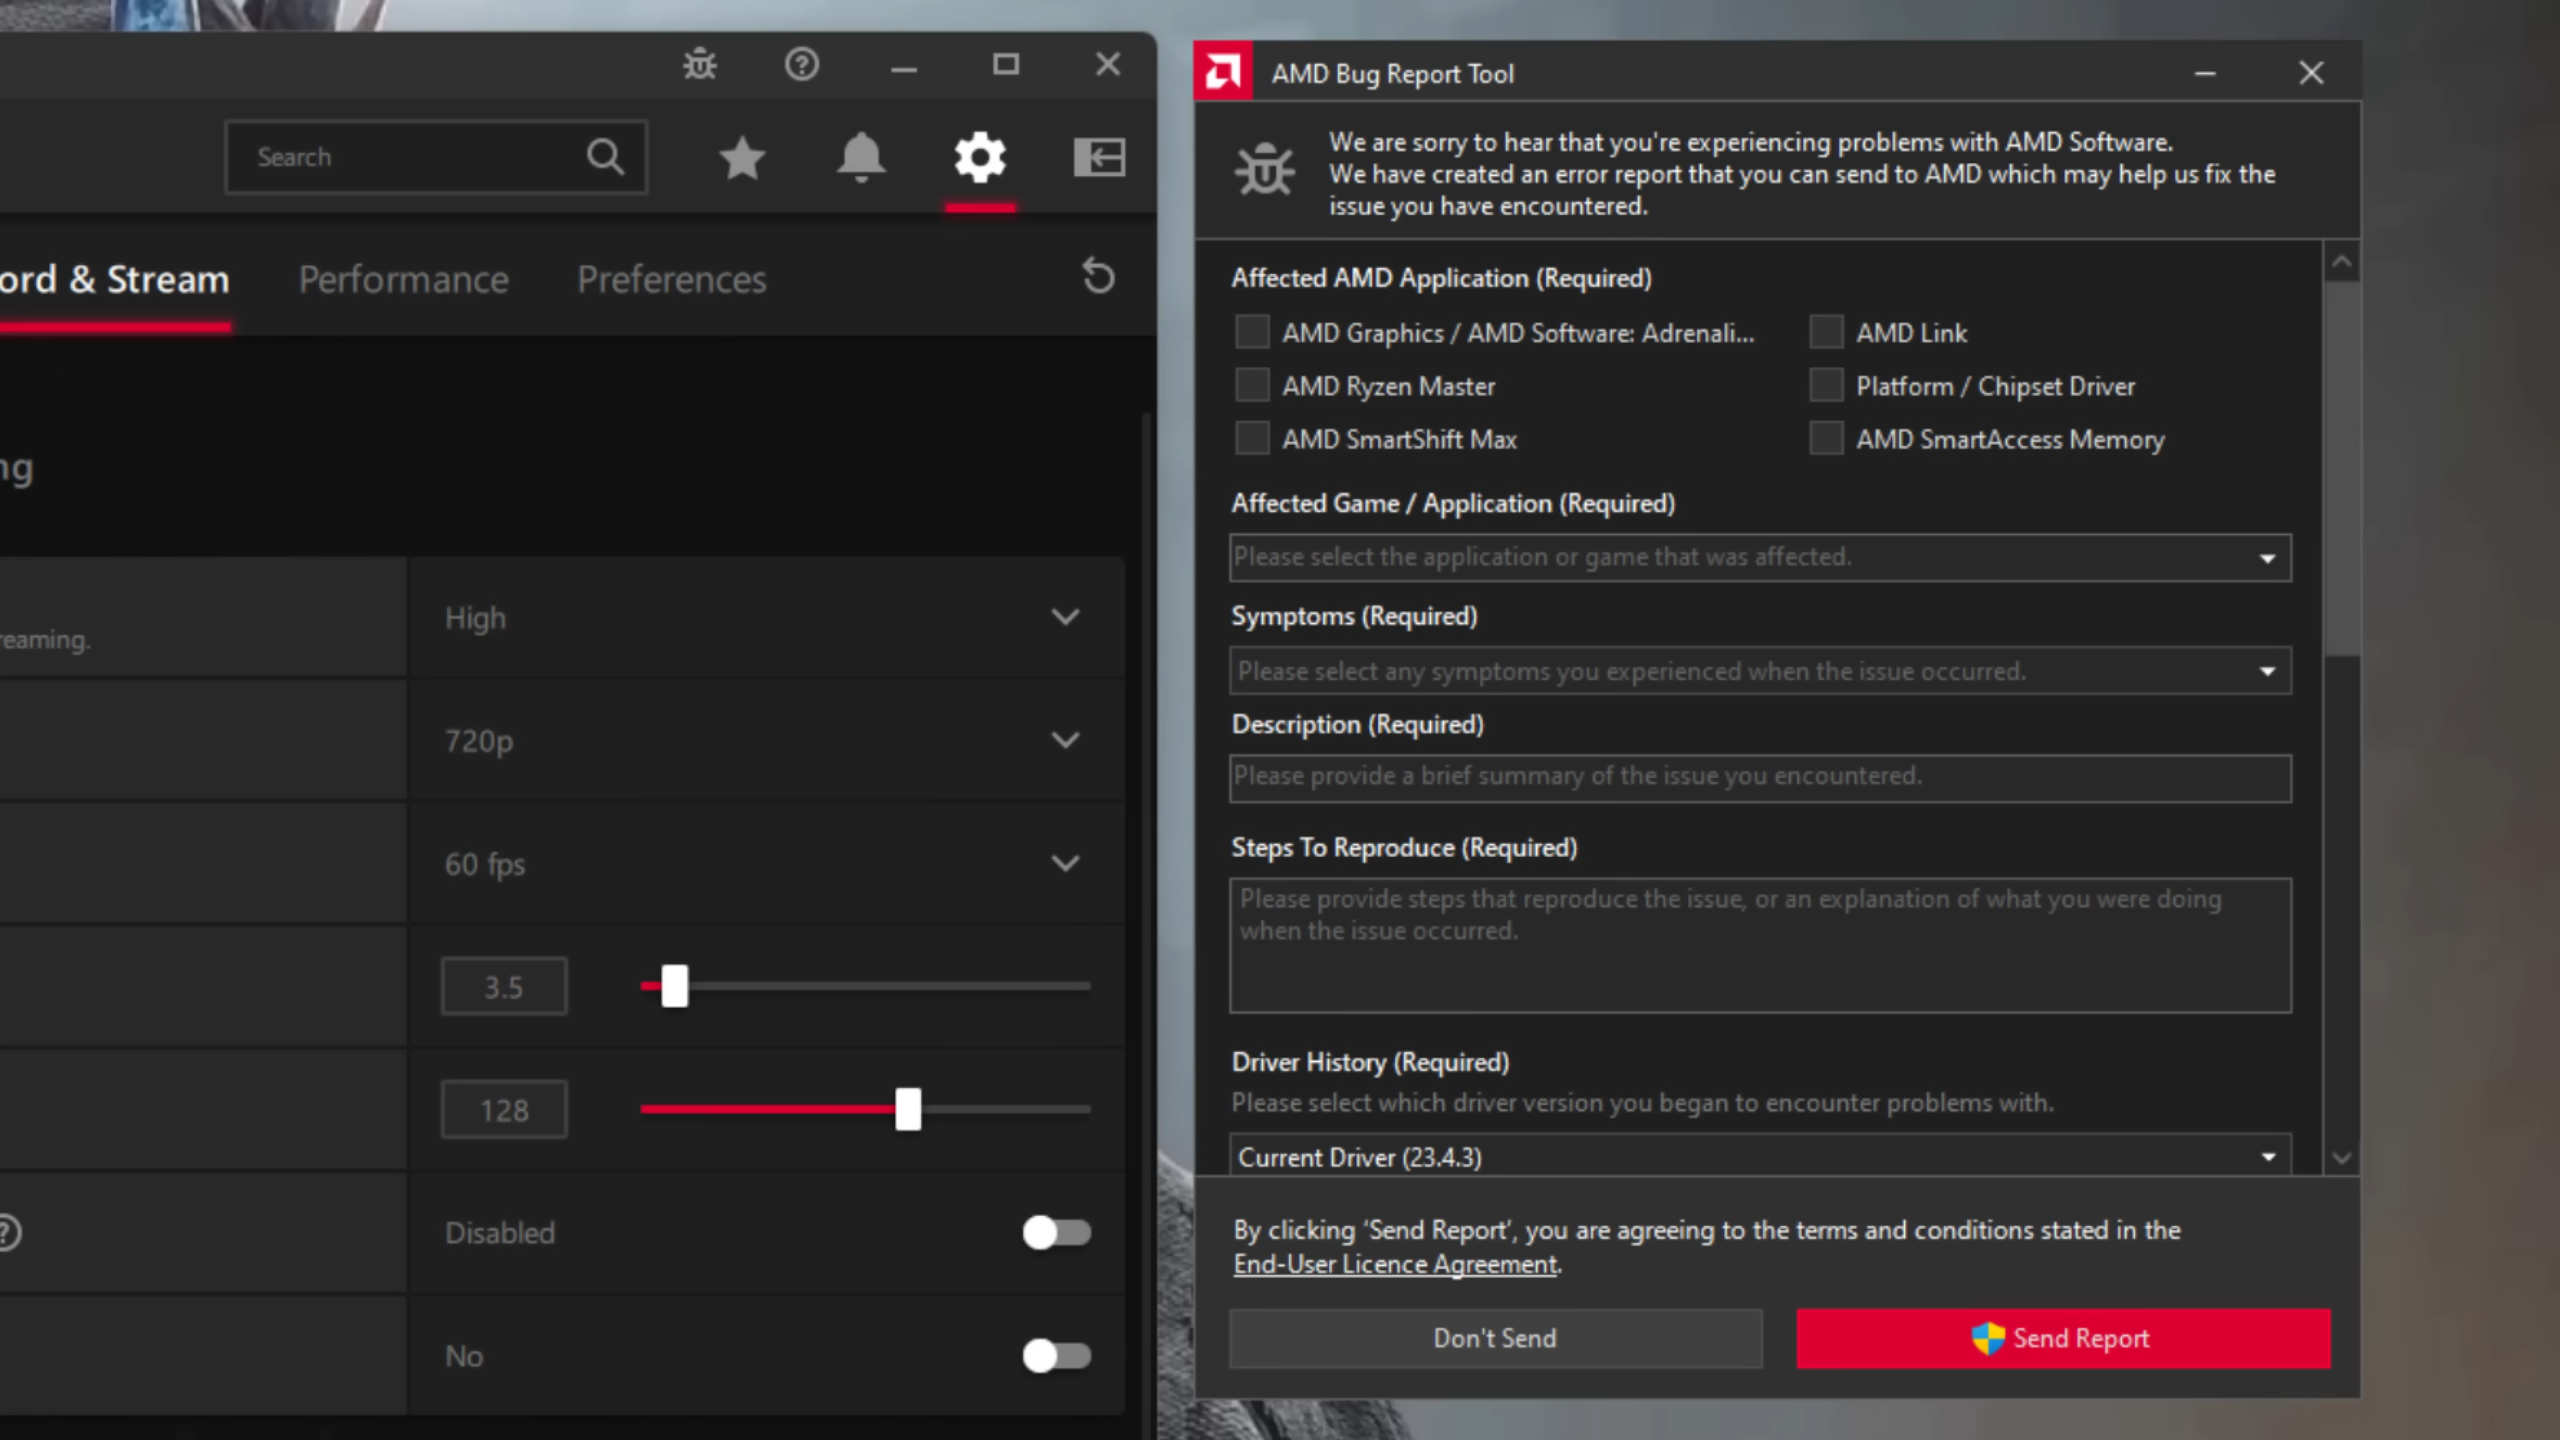 Search
ord & Stream
Performance
Preferences
ng
reaming.
High
720p
60 fps
3.5
128
Disabled
No
AMD Bug Report Tool
We are sorry to hear that you're experiencing problems with AMD Software.
We have created an error report that you can send to AMD which may help us fix the
issue you have encountered.
Affected AMD Application (Required)
AMD Graphics / AMD Software: Adrenali...
AMD Link
AMD Ryzen Master
Platform / Chipset Driver
AMD SmartShift Max
AMD SmartAccess Memory
Affected Game / Application (Required)
Please select the application or game that was affected.
Symptoms (Required)
Please select any symptoms you experienced when the issue occurred.
Description (Required)
Please provide a brief summary of the issue you encountered.
Steps To Reproduce (Required)
Please provide steps that reproduce the issue, or an explanation of what you were doing
when the issue occurred.
Driver History (Required)
Please select which driver version you began to encounter problems with.
Current Driver (23.4.3)
By clicking ‘Send Report’, you are agreeing to the terms and conditions stated in the
End-User Licence Agreement.
Don't Send
Send Report